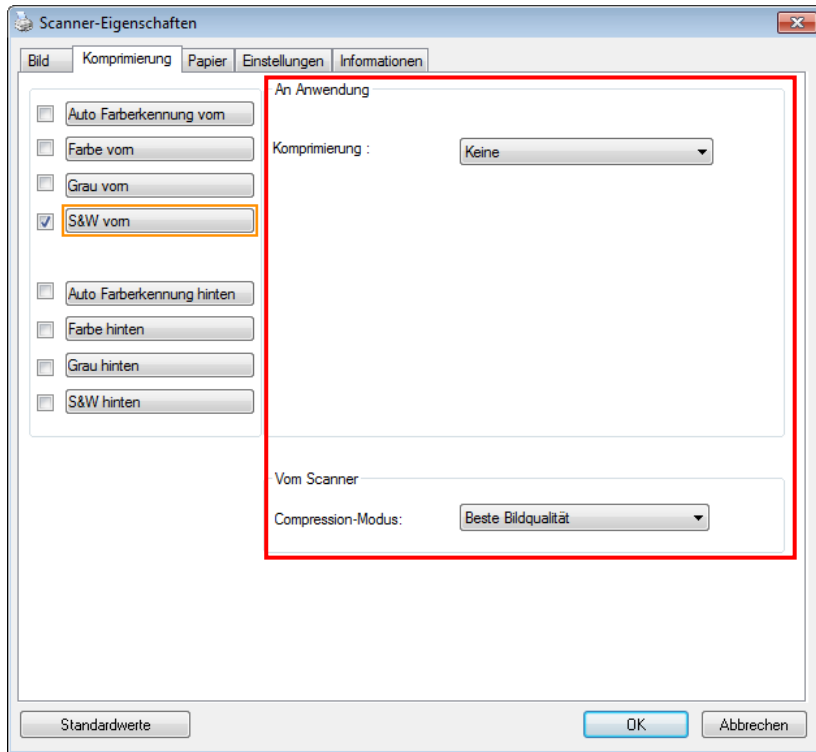 Scanner-Eigenschaften
Bild Komprimierung Papier Einstellungen Informationen
Auto Farberkennung vorn
Farbe vorn
Grau vorn
S&W vorn
Auto Farberkennung hinten
Farbe hinten
Grau hinten
S&W hinten
An Anwendung
Komprimierung : Keine
Vom Scanner
Compression-Modus: Beste Bildqualität
Standardwerte OK Abbrechen